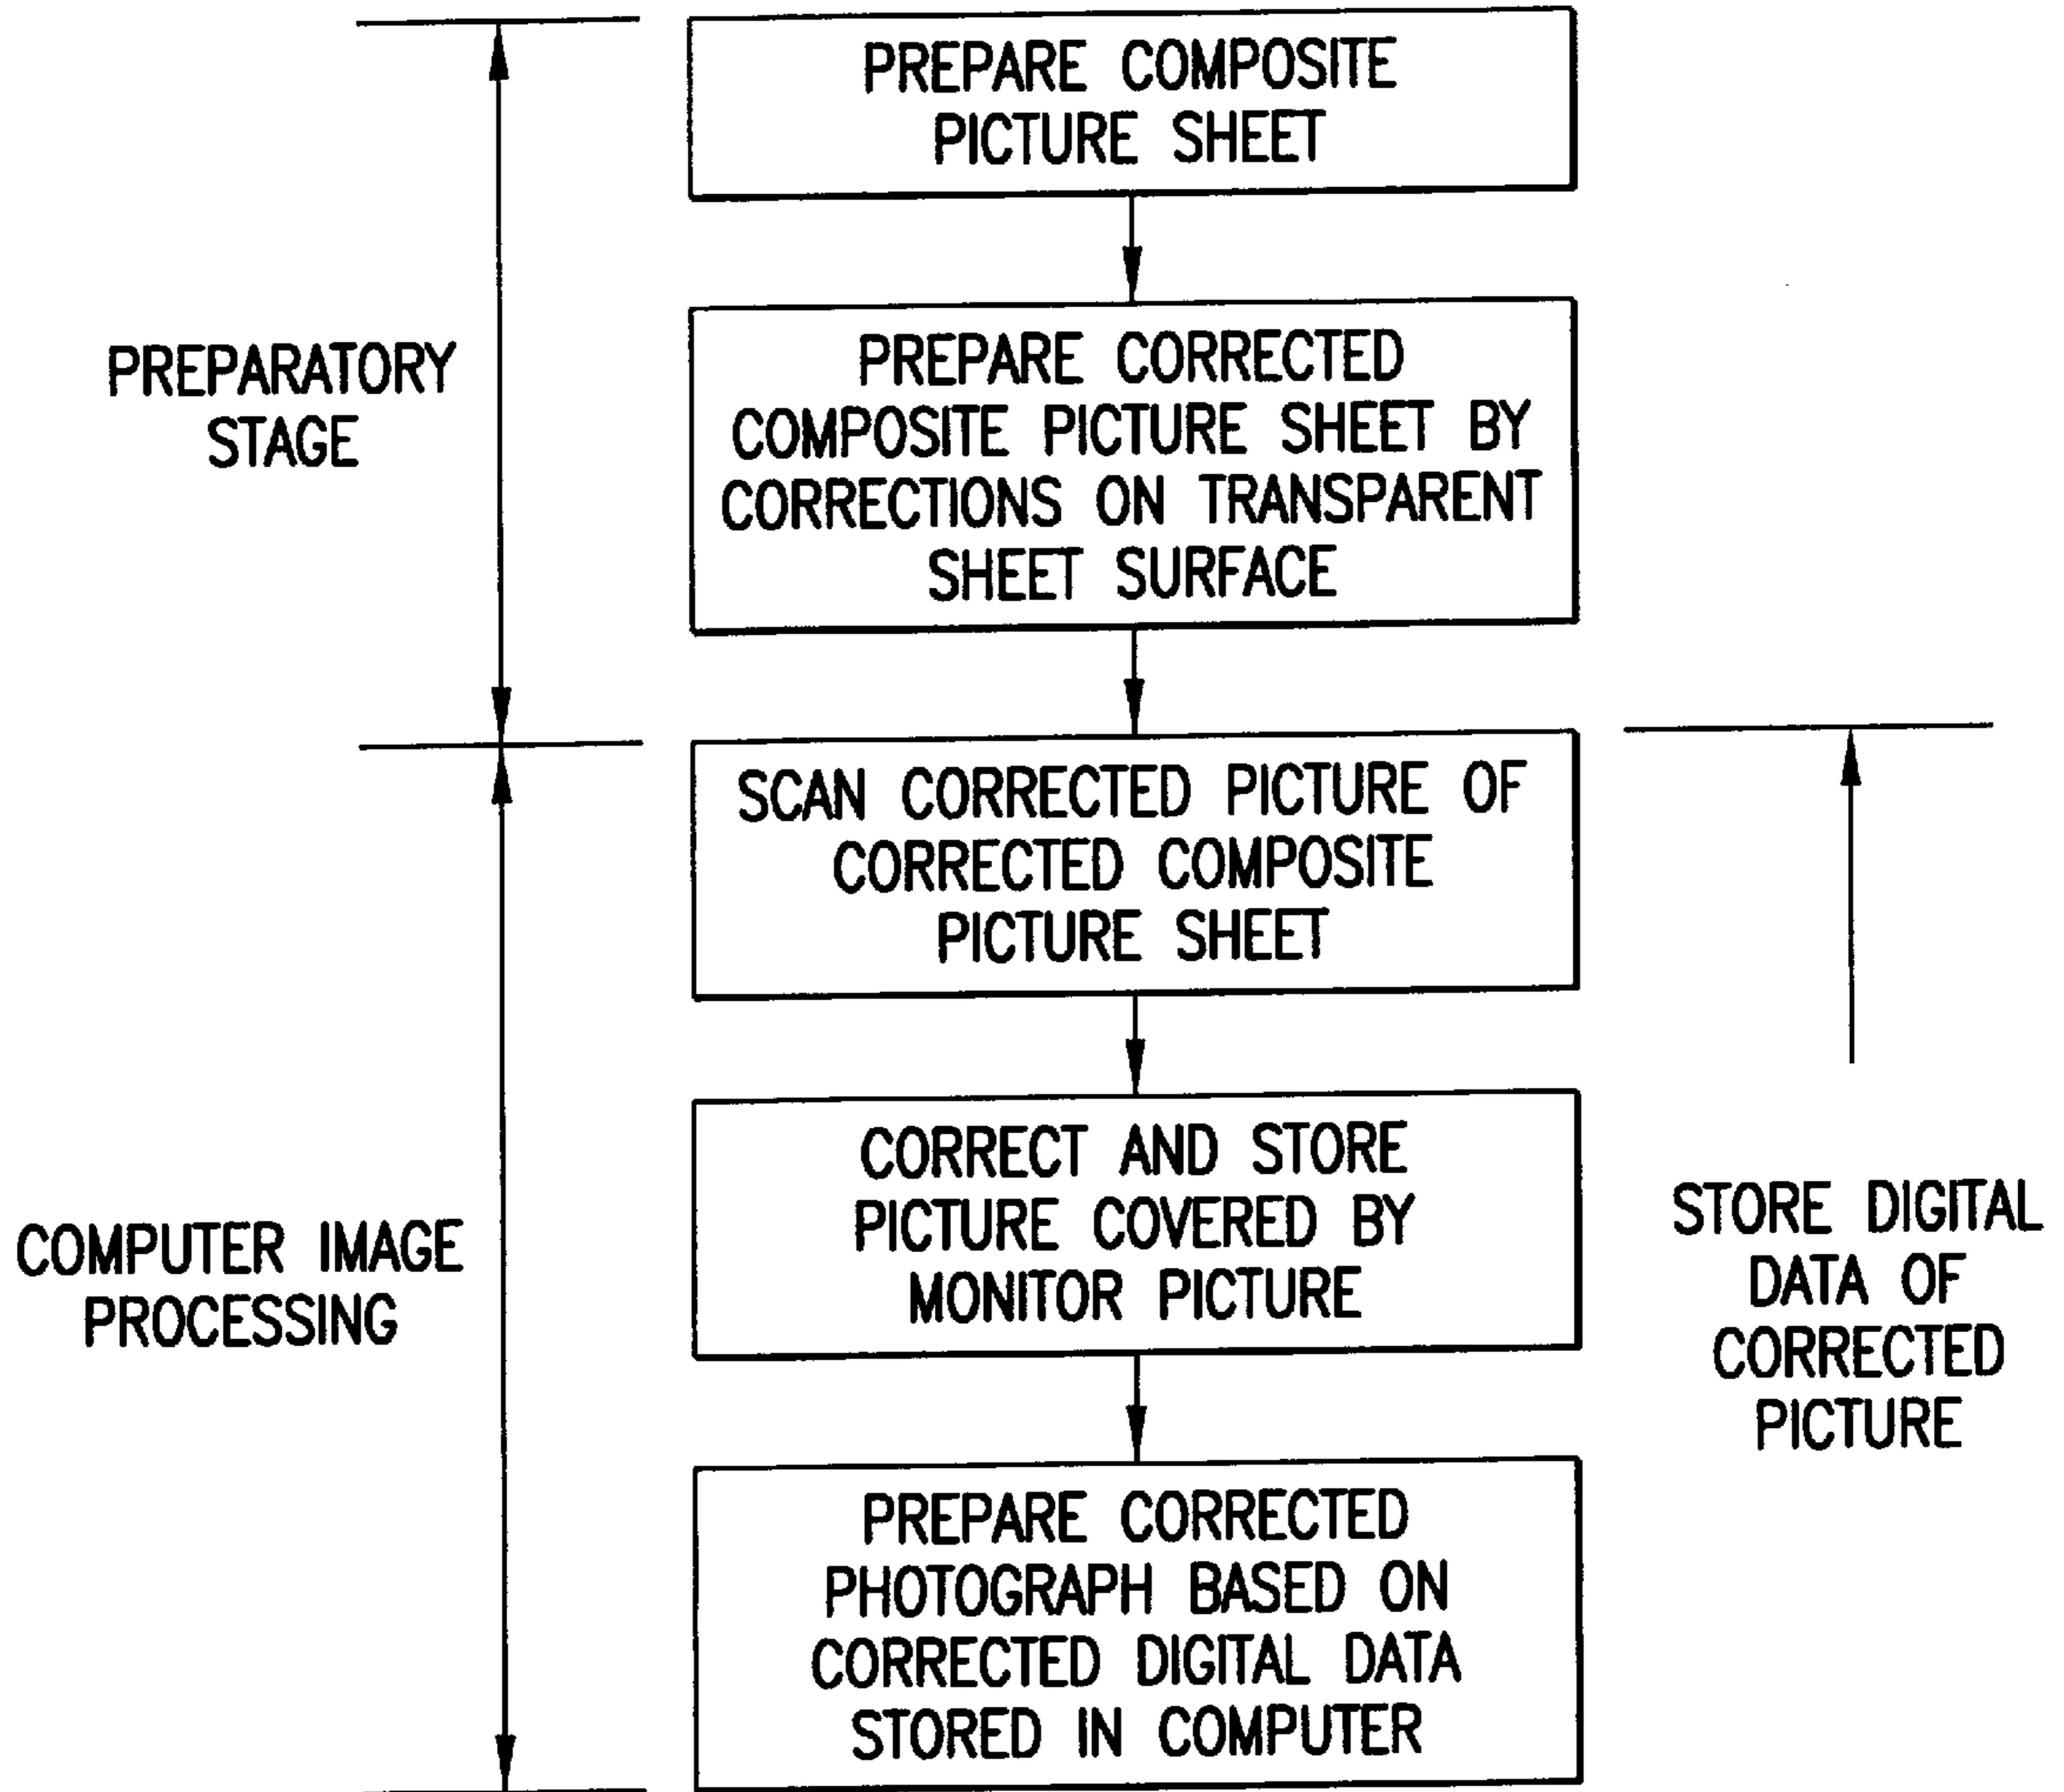 PREPARE COMPOSITE
PICTURE SHEET
PREPARATORY
STAGE
PREPARE CORRECTED
COMPOSITE PICTURE SHEET BY
CORRECTIONS ON TRANSPARENT
SHEET SURFACE
SCAN CORRECTED PICTURE OF
CORRECTED COMPOSITE
PICTURE SHEET
COMPUTER IMAGE
PROCESSING
CORRECT AND STORE
PICTURE COVERED BY
MONITOR PICTURE
STORE DIGITAL
DATA OF
CORRECTED
PICTURE
PREPARE CORRECTED
PHOTOGRAPH BASED ON
CORRECTED DIGITAL DATA
STORED IN COMPUTER